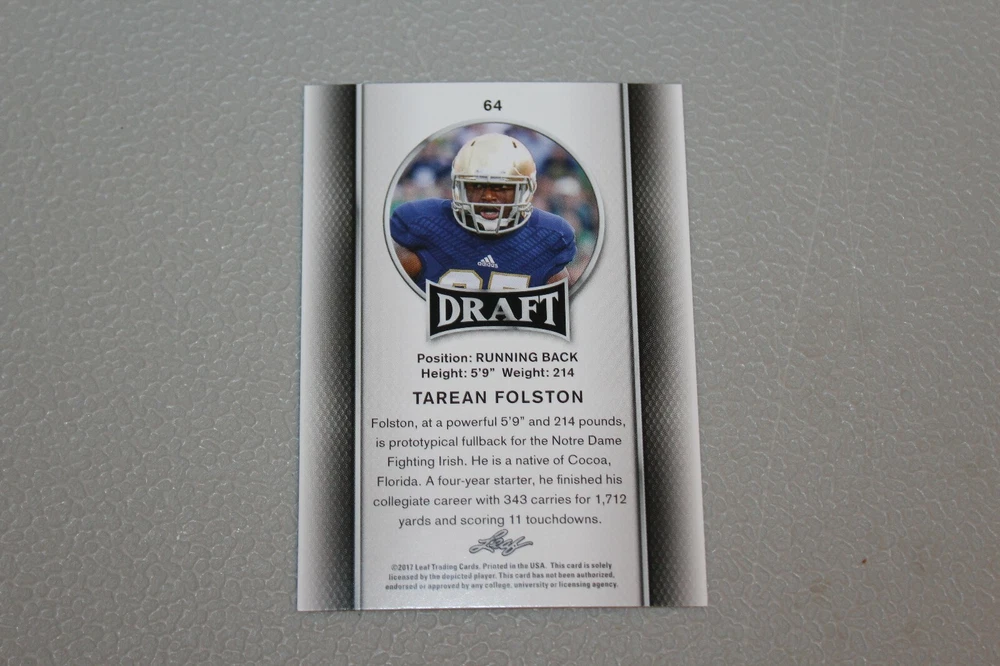 64
adidas
DRAFT
Position: RUNNING BACK
Height: 5'9" Weight: 214
TAREAN FOLSTON
Folston, at a powerful 5'9" and 214 pounds,
is prototypical fullback for the Notre Dame
Fighting Irish. He is a native of Cocoa,
Florida. A four-year starter, he finished his
collegiate career with 343 carries for 1,712
yards and scoring 11 touchdowns.
Leaf
©2017 Leaf Trading Cards. Printed in the USA. This card is solely
licensed by the depicted player. This card has not been authorized,
endorsed or approved by any college, university or licensing agency.